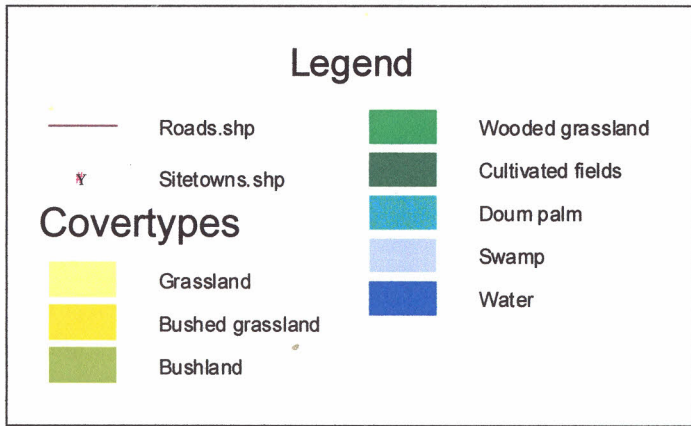 Legend
Roads.shp
Sitetowns.shp
Covertypes
Grassland
Bushed grassland
Bushland
Wooded grassland
Cultivated fields
Doum palm
Swamp
Water